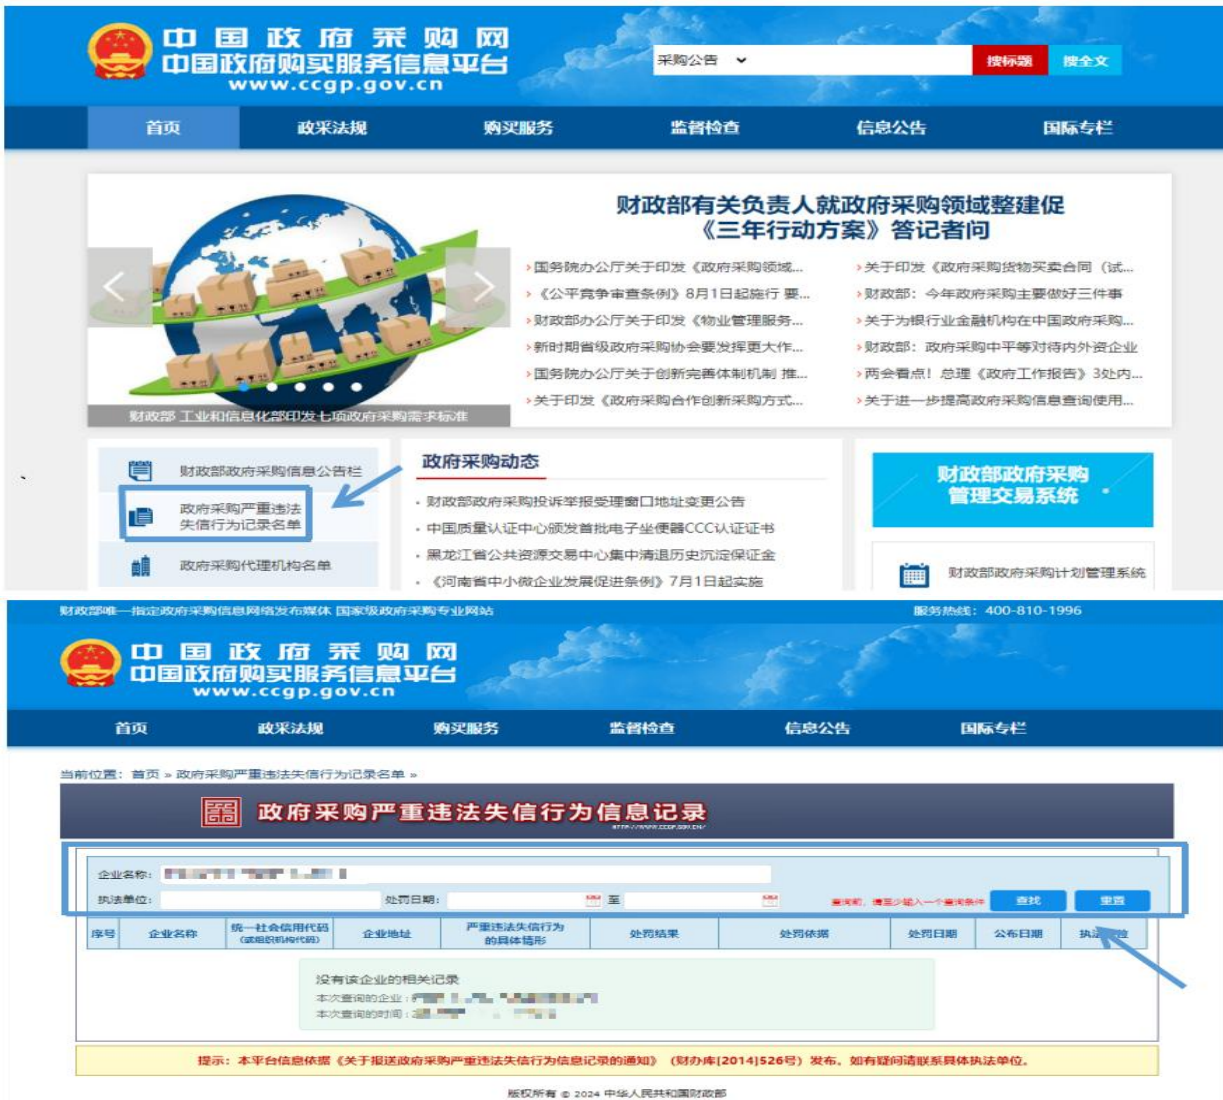 中国政府采购网
中国政府购买服务信息平台
www.ccgp.gov.cn
采购公告
搜标题 搜全文
首页 政采法规 购买服务 监督检查 信息公告 国际专栏
财政部有关负责人就政府采购领域整建促
《三年行动方案》答记者问
国务院办公厅关于印发《政府采购领域...
关于印发《政府采购货物买卖合同（试...
《公平竞争审查条例》8月1日起施行 要...
财政部：今年政府采购主要做好三件事
财政部办公厅关于印发《物业管理服务...
关于为银行业金融机构在中国政府采购...
新时期省级政府采购协会要发挥更大作...
财政部：政府采购中平等对待内外资企业
国务院办公厅关于创新完善体制机制 推...
两会看点！总理《政府工作报告》3处内...
关于印发《政府采购合作创新采购方式...
关于进一步提高政府采购信息查询使用...
财政部 工业和信息化部印发七项政府采购需求标准
财政部政府采购信息公告栏
政府采购严重违法
失信行为记录名单
政府采购代理机构名单
政府采购动态
财政部政府采购投诉举报受理窗口地址变更公告
中国质量认证中心颁发首批电子坐便器CCC认证证书
黑龙江省公共资源交易中心集中清退历史沉淀保证金
《河南省中小微企业发展促进条例》7月1日起实施
财政部政府采购
管理交易系统
财政部政府采购计划管理系统
财政部唯一指定政府采购信息网络发布媒体 国家级政府采购专业网站
服务热线：400-810-1996
中国政府采购网
中国政府购买服务信息平台
www.ccgp.gov.cn
首页 政采法规 购买服务 监督检查 信息公告 国际专栏
当前位置：首页 » 政府采购严重违法失信行为记录名单 »
政府采购严重违法失信行为信息记录
HTTP://WWW.CCGP.GOV.CN/
企业名称：
执法单位： 处罚日期： 至 查询前，请至少输入一个查询条件 查找 重置
序号 企业名称 统一社会信用代码（或组织机构代码） 企业地址 严重违法失信行为的具体情形 处罚结果 处罚依据 处罚日期 公布日期 执法单位
没有该企业的相关记录
本次查询的企业：
本次查询的时间：
提示：本平台信息依据《关于报送政府采购严重违法失信行为信息记录的通知》（财办库[2014]526号）发布。如有疑问请联系具体执法单位。
版权所有 © 2024 中华人民共和国财政部